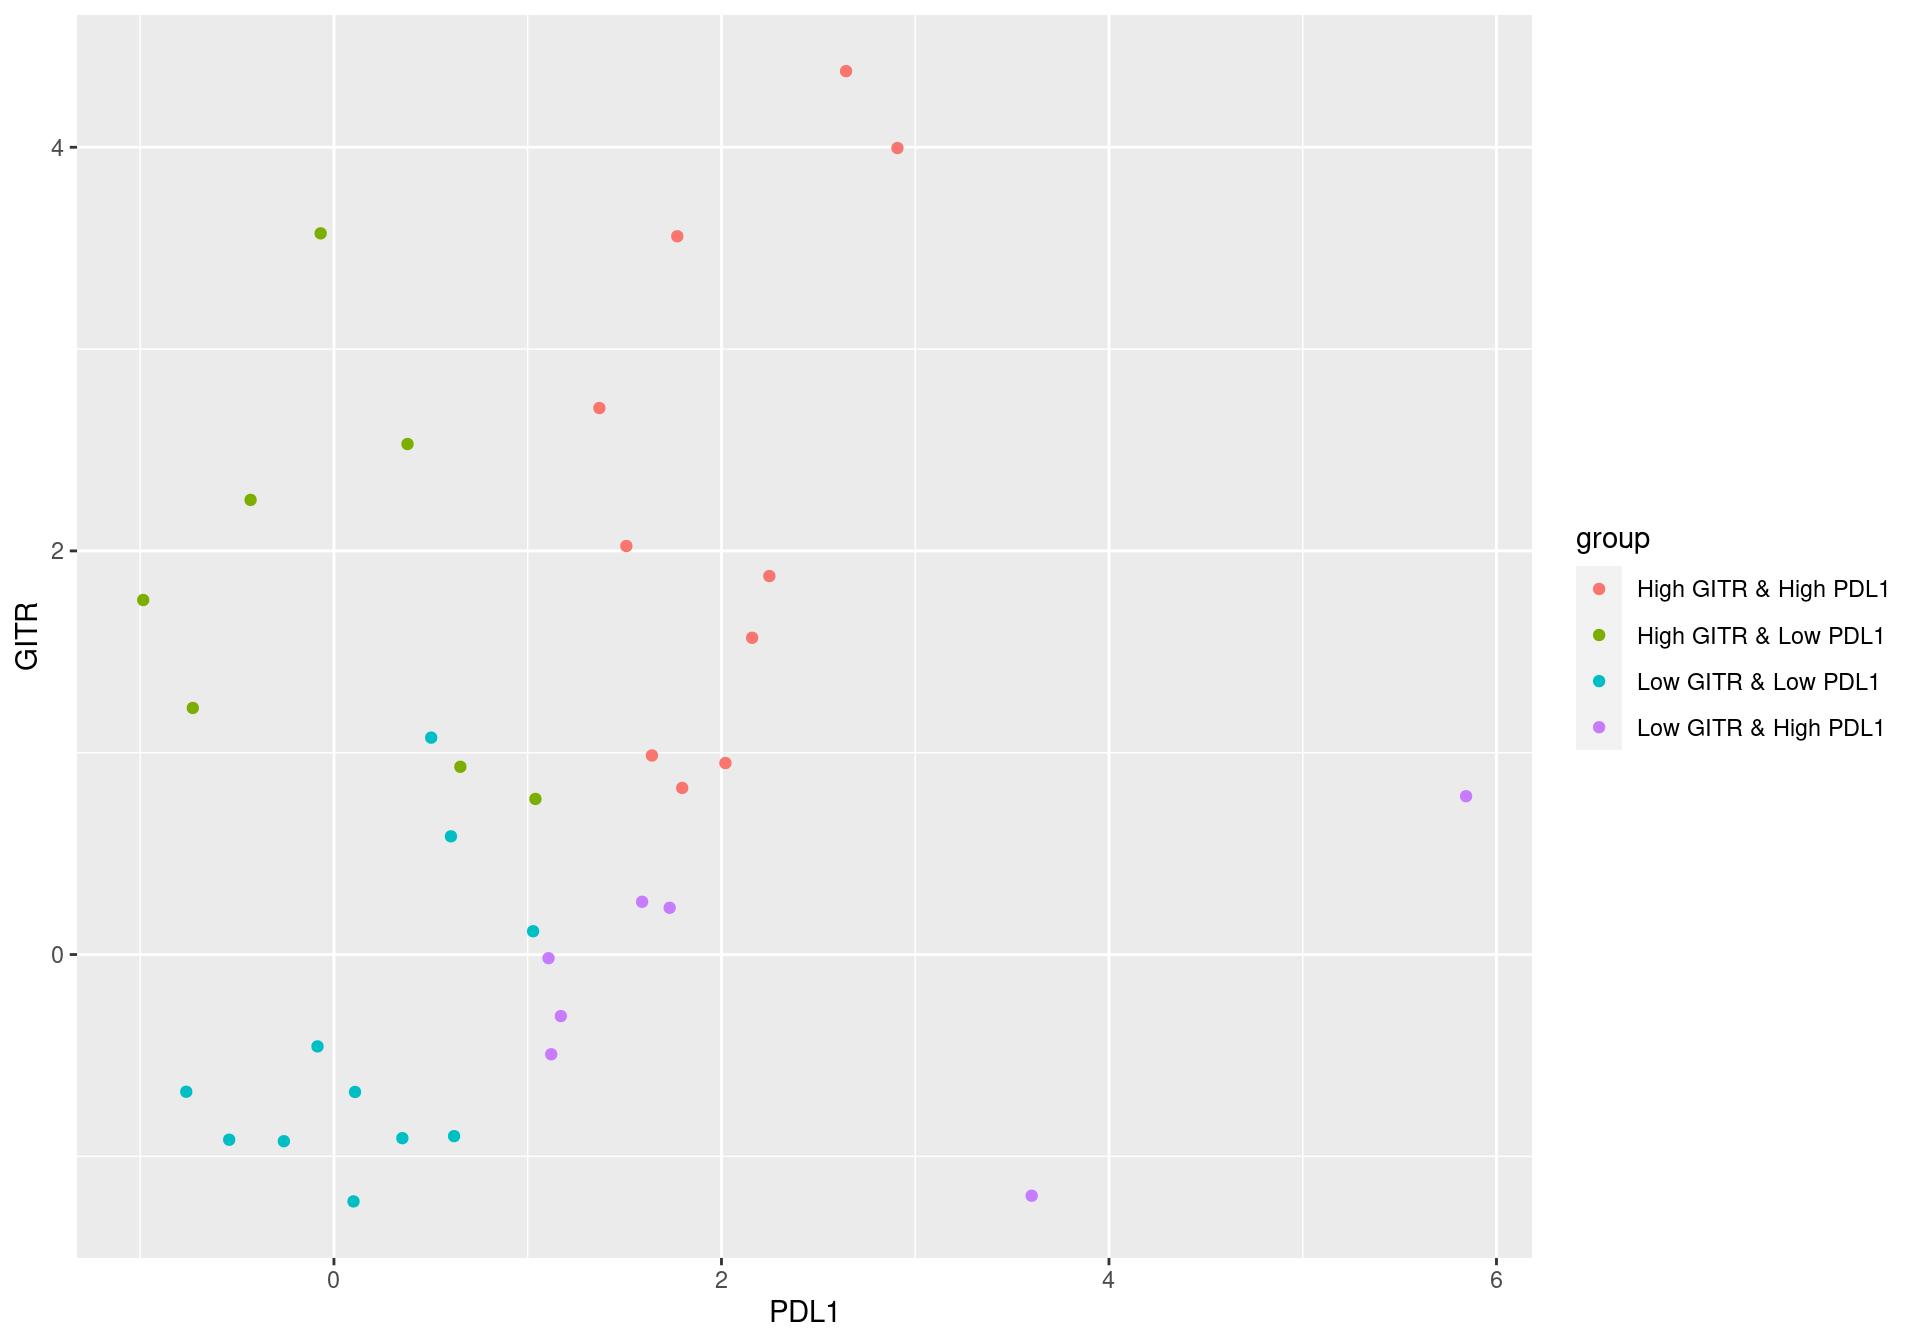 4
2
0
GITR
0
2
4
6
PDL1
group
High GITR & High PDL1
High GITR & Low PDL1
Low GITR & Low PDL1
Low GITR & High PDL1